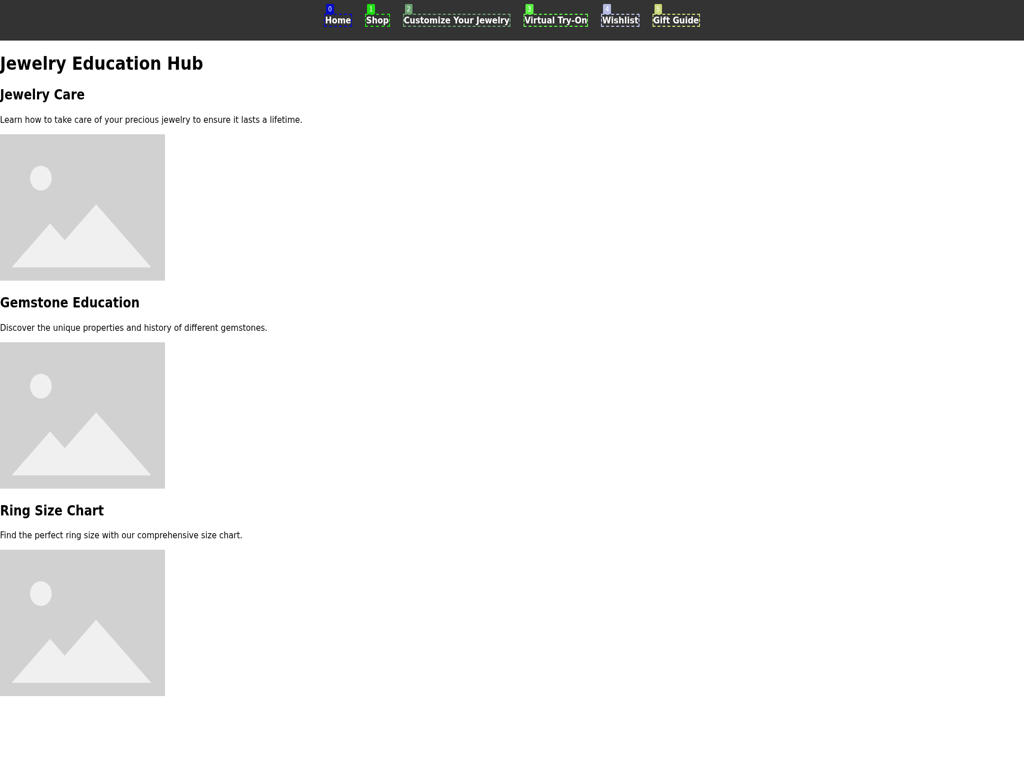 0 1 2 3 4 5
Home Shop Customize Your Jewelry Virtual Try-On Wishlist Gift Guide
Jewelry Education Hub
Jewelry Care
Learn how to take care of your precious jewelry to ensure it lasts a lifetime.
Gemstone Education
Discover the unique properties and history of different gemstones.
Ring Size Chart
Find the perfect ring size with our comprehensive size chart.